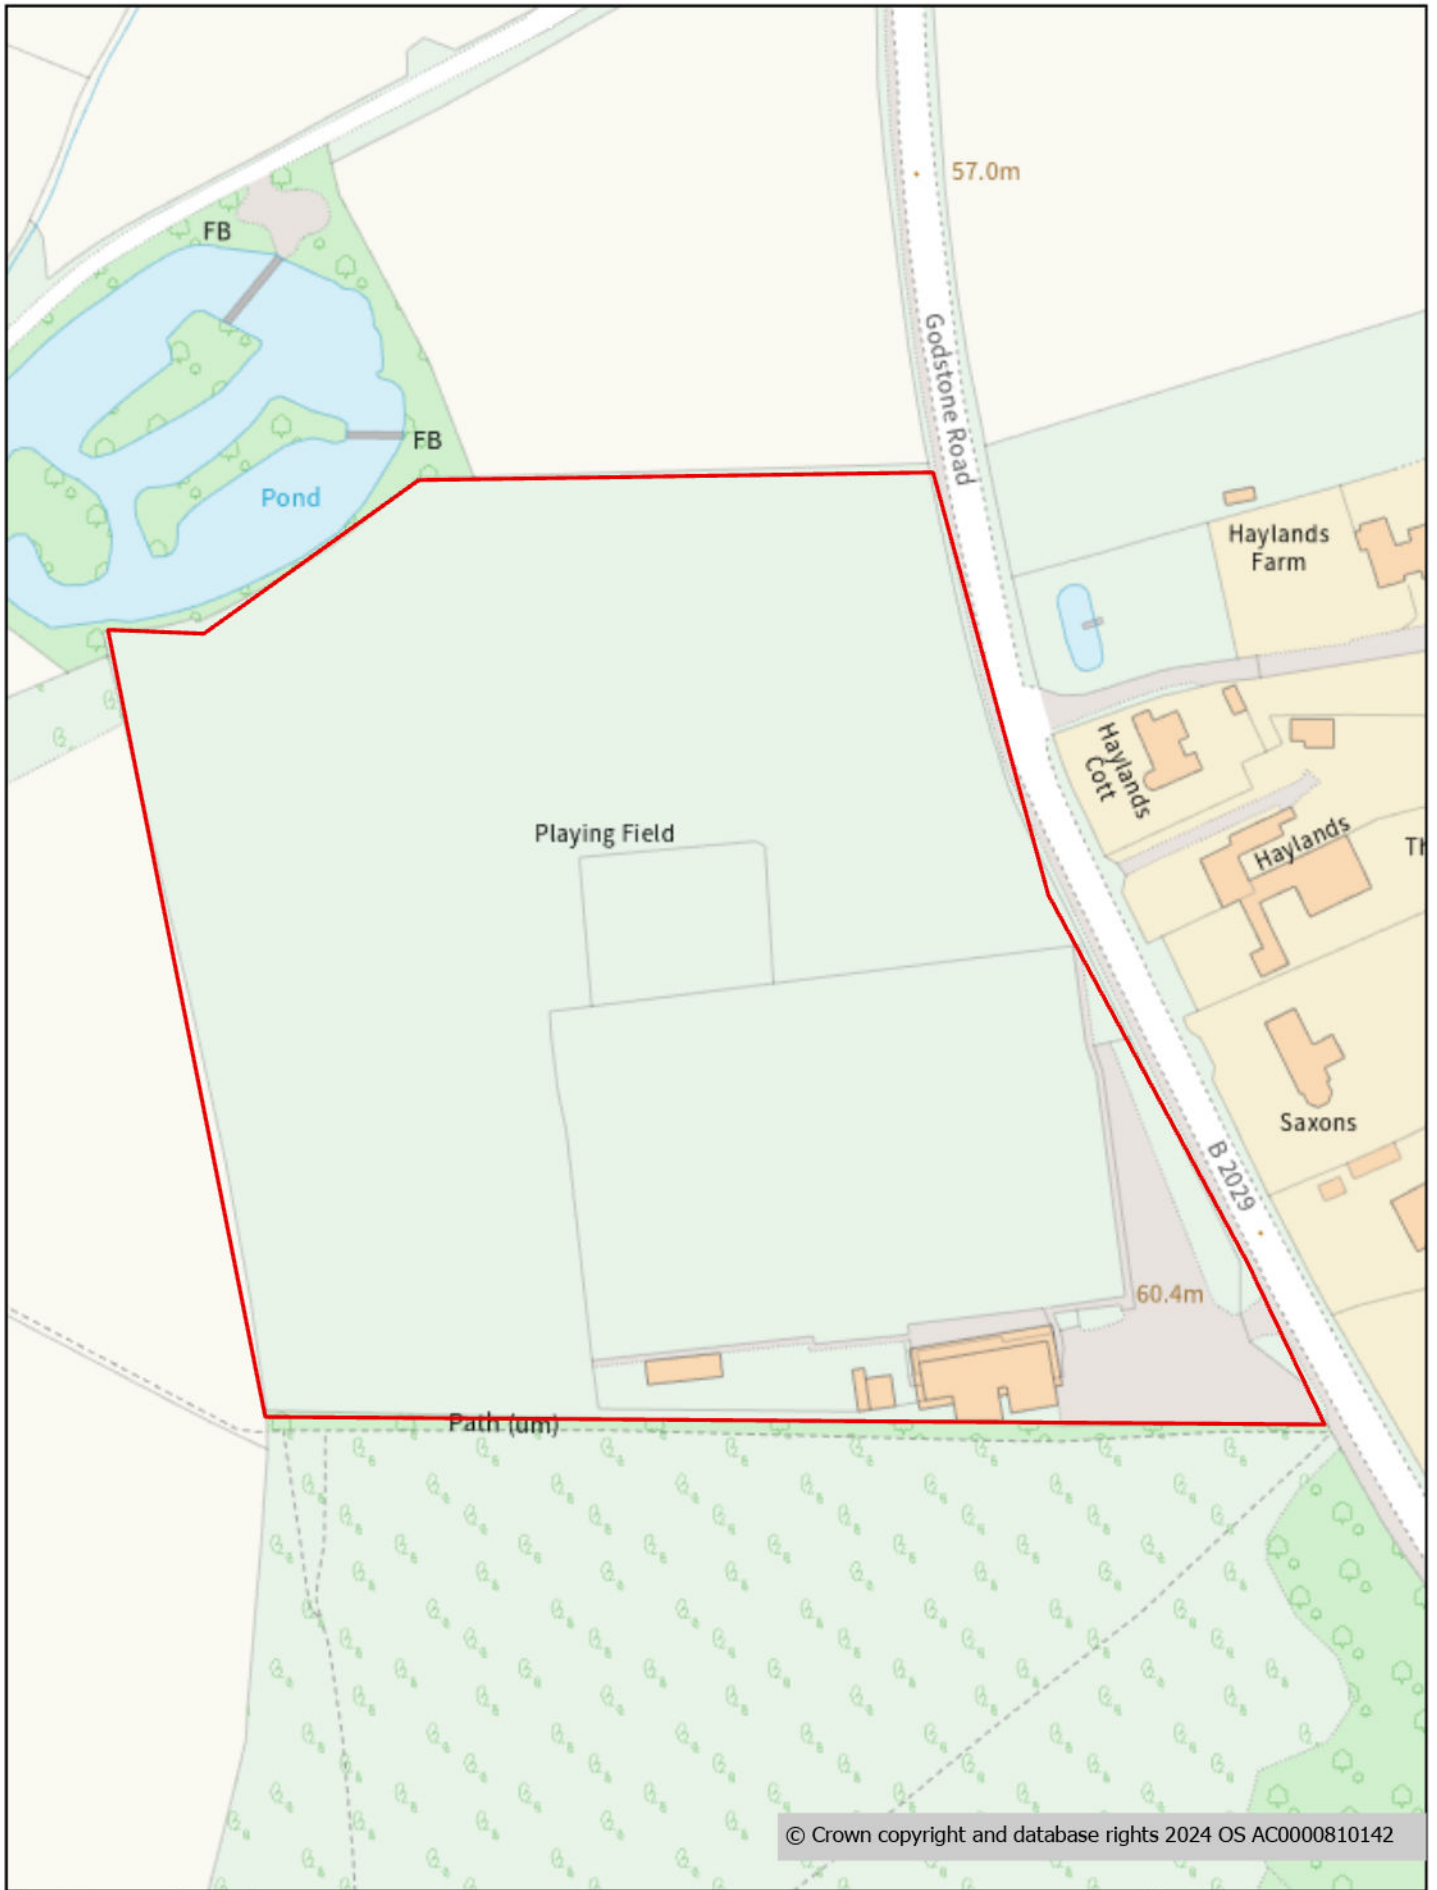 57.0m
FB
Godstone Road
FB
Pond
Haylands
Farm
Haylands
Cott
Playing Field
Haylands
Saxons
B 2029
60.4m
Path (um)
© Crown copyright and database rights 2024 OS AC0000810142